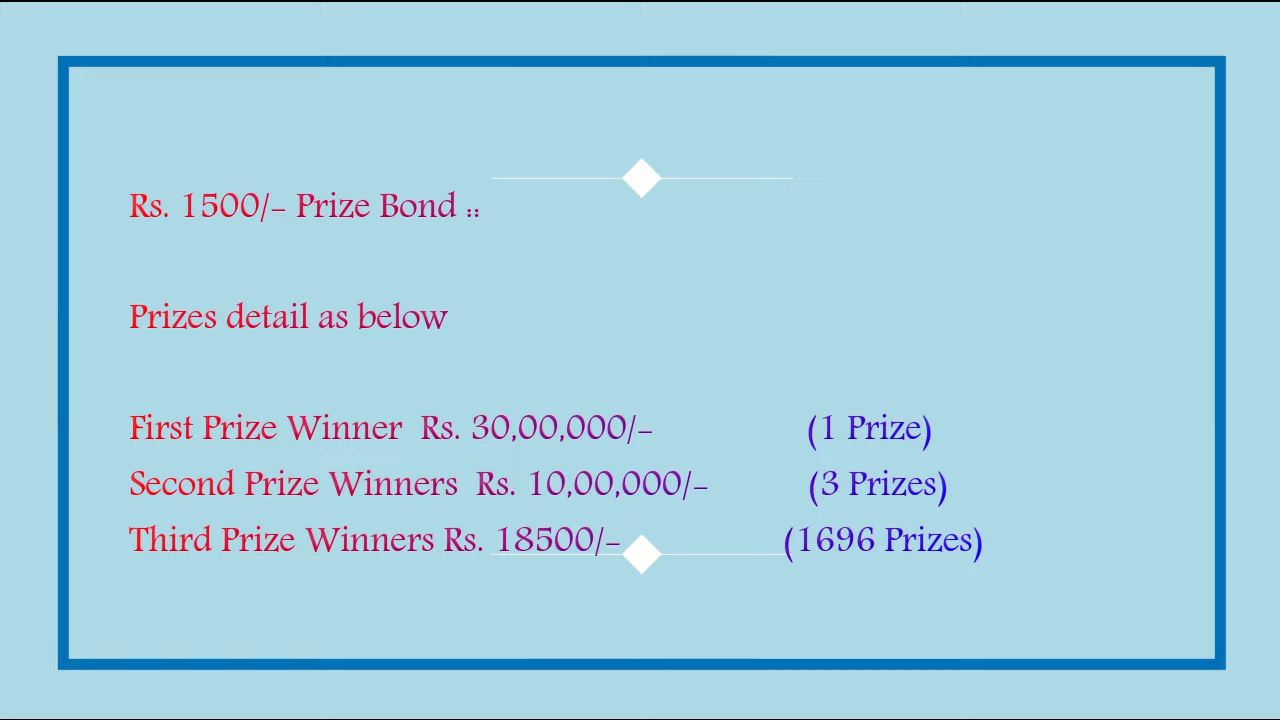 Rs. 1500/- Prize Bond ::
Prizes detail as below
First Prize Winner Rs. 30,00,000/- (1 Prize)
Second Prize Winners Rs. 10,00,000/- (3 Prizes)
Third Prize Winners Rs. 18500/- (1696 Prizes)